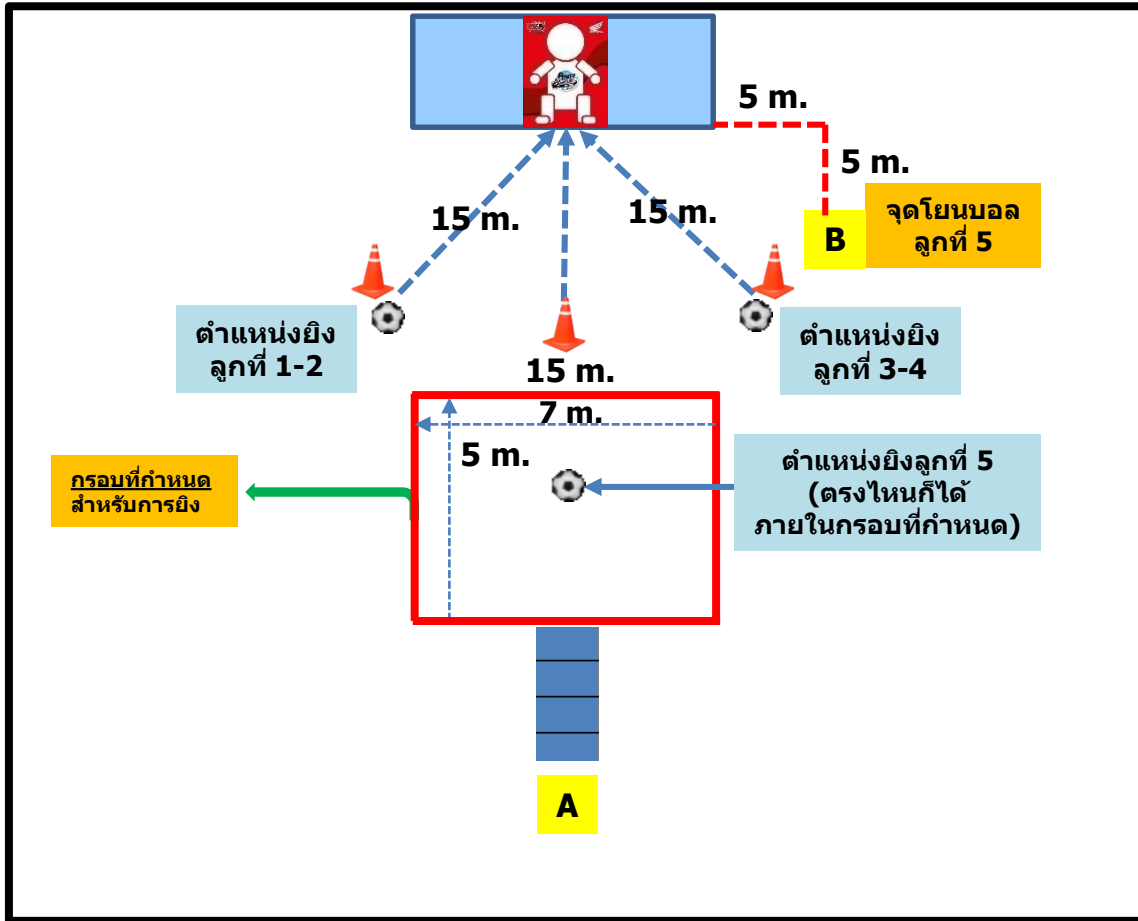 5 m.
5 m.
15 m.
15 m.
B
จุดโยนบอล
ลูกที่ 5
ตำแหน่งยิง
ลูกที่ 1-2
ตำแหน่งยิง
ลูกที่ 3-4
15 m.
7 m.
5 m.
กรอบที่กำหนด
สำหรับการยิง
ตำแหน่งยิงลูกที่ 5
(ตรงไหนก็ได้
ภายในกรอบที่กำหนด)
A